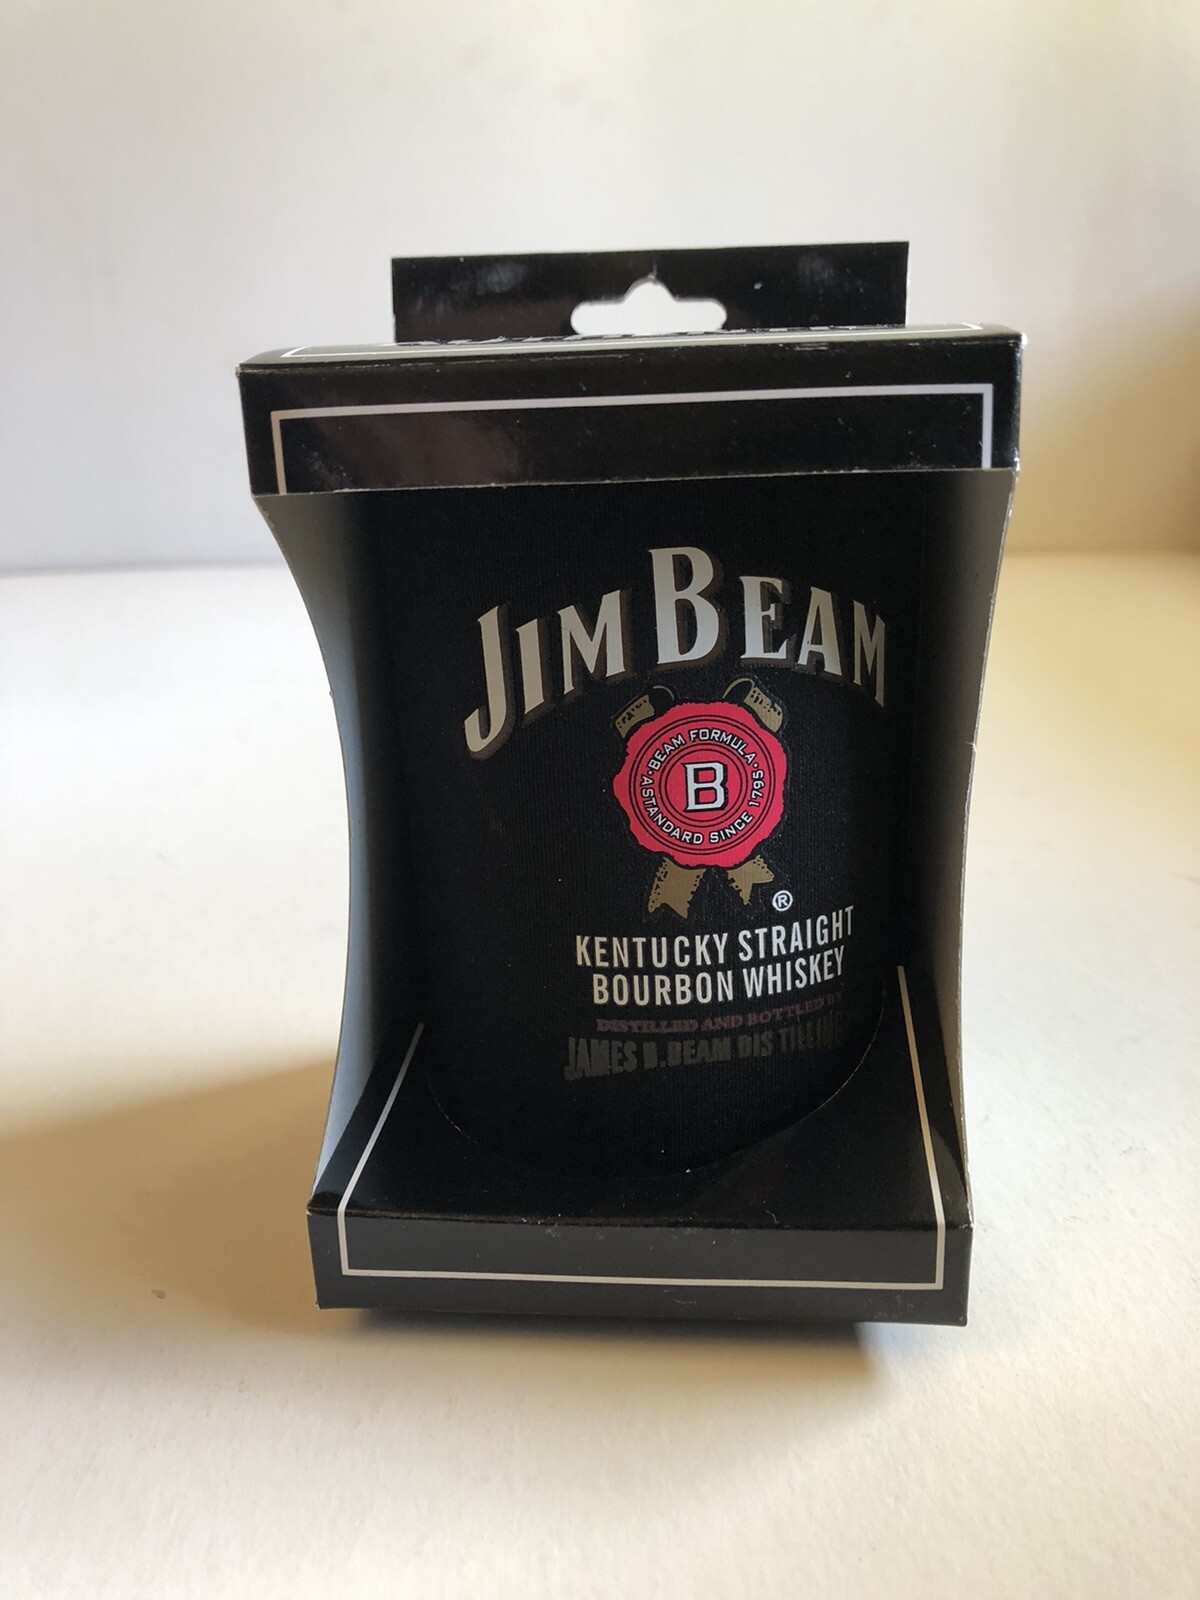 JIM BEAM
BEAM FORMULA
B
A STANDARD SINCE 1795
®
KENTUCKY STRAIGHT
BOURBON WHISKEY
DISTILLED AND BOTTLED BY
JAMES B. BEAM DISTILLING